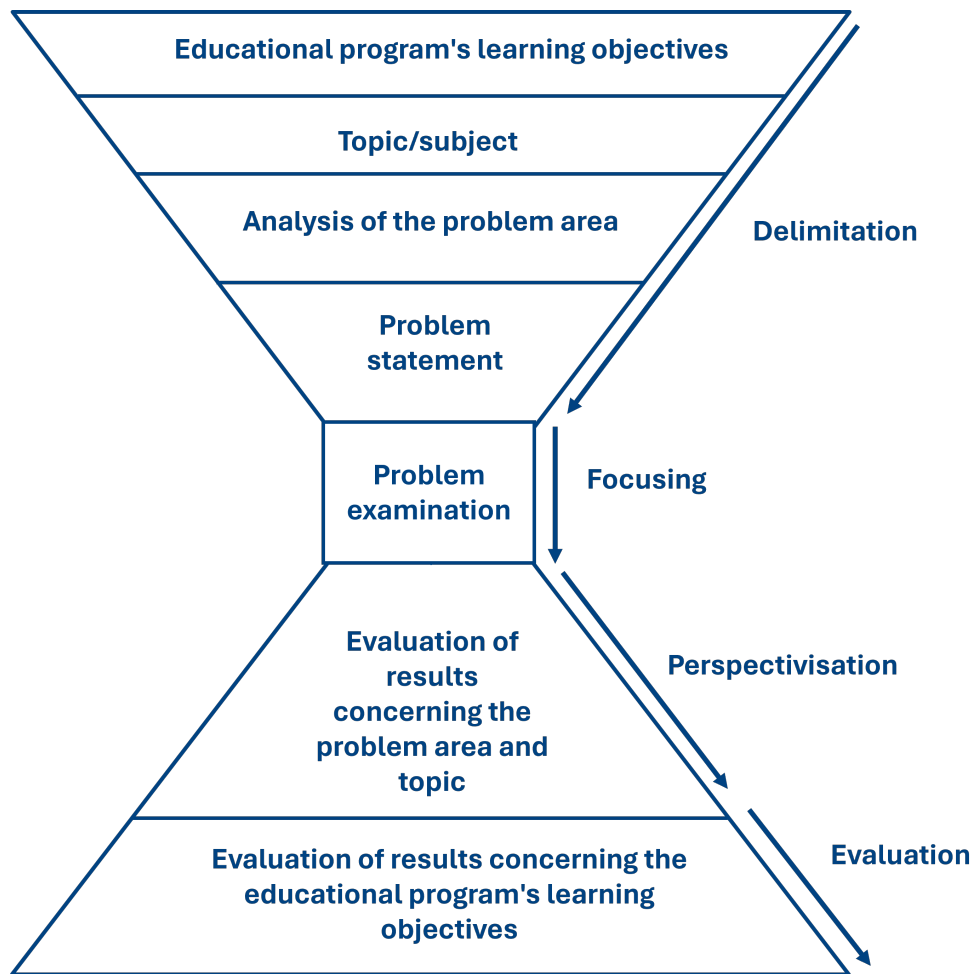 Educational program's learning objectives
Topic/subject
Analysis of the problem area
Delimitation
Problem
statement
Problem
examination
Focusing
Evaluation of
results
concerning the
problem area and
topic
Perspectivisation
Evaluation of results concerning the
educational program's learning
objectives
Evaluation